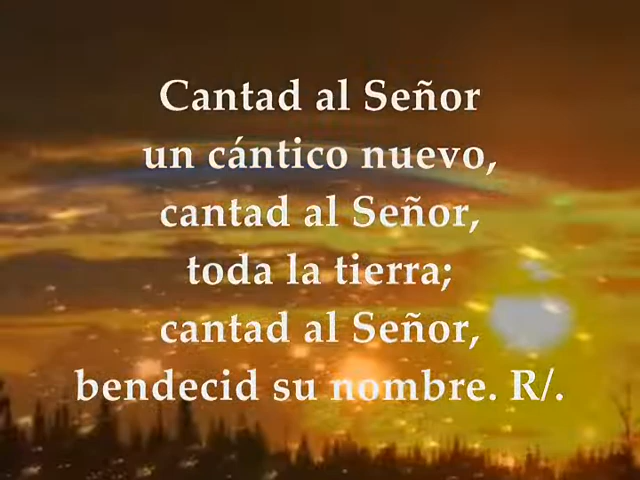 Cantad al Señor
un cántico nuevo,
cantad al Señor,
toda la tierra;
cantad al Señor,
bendecid su nombre. R/.